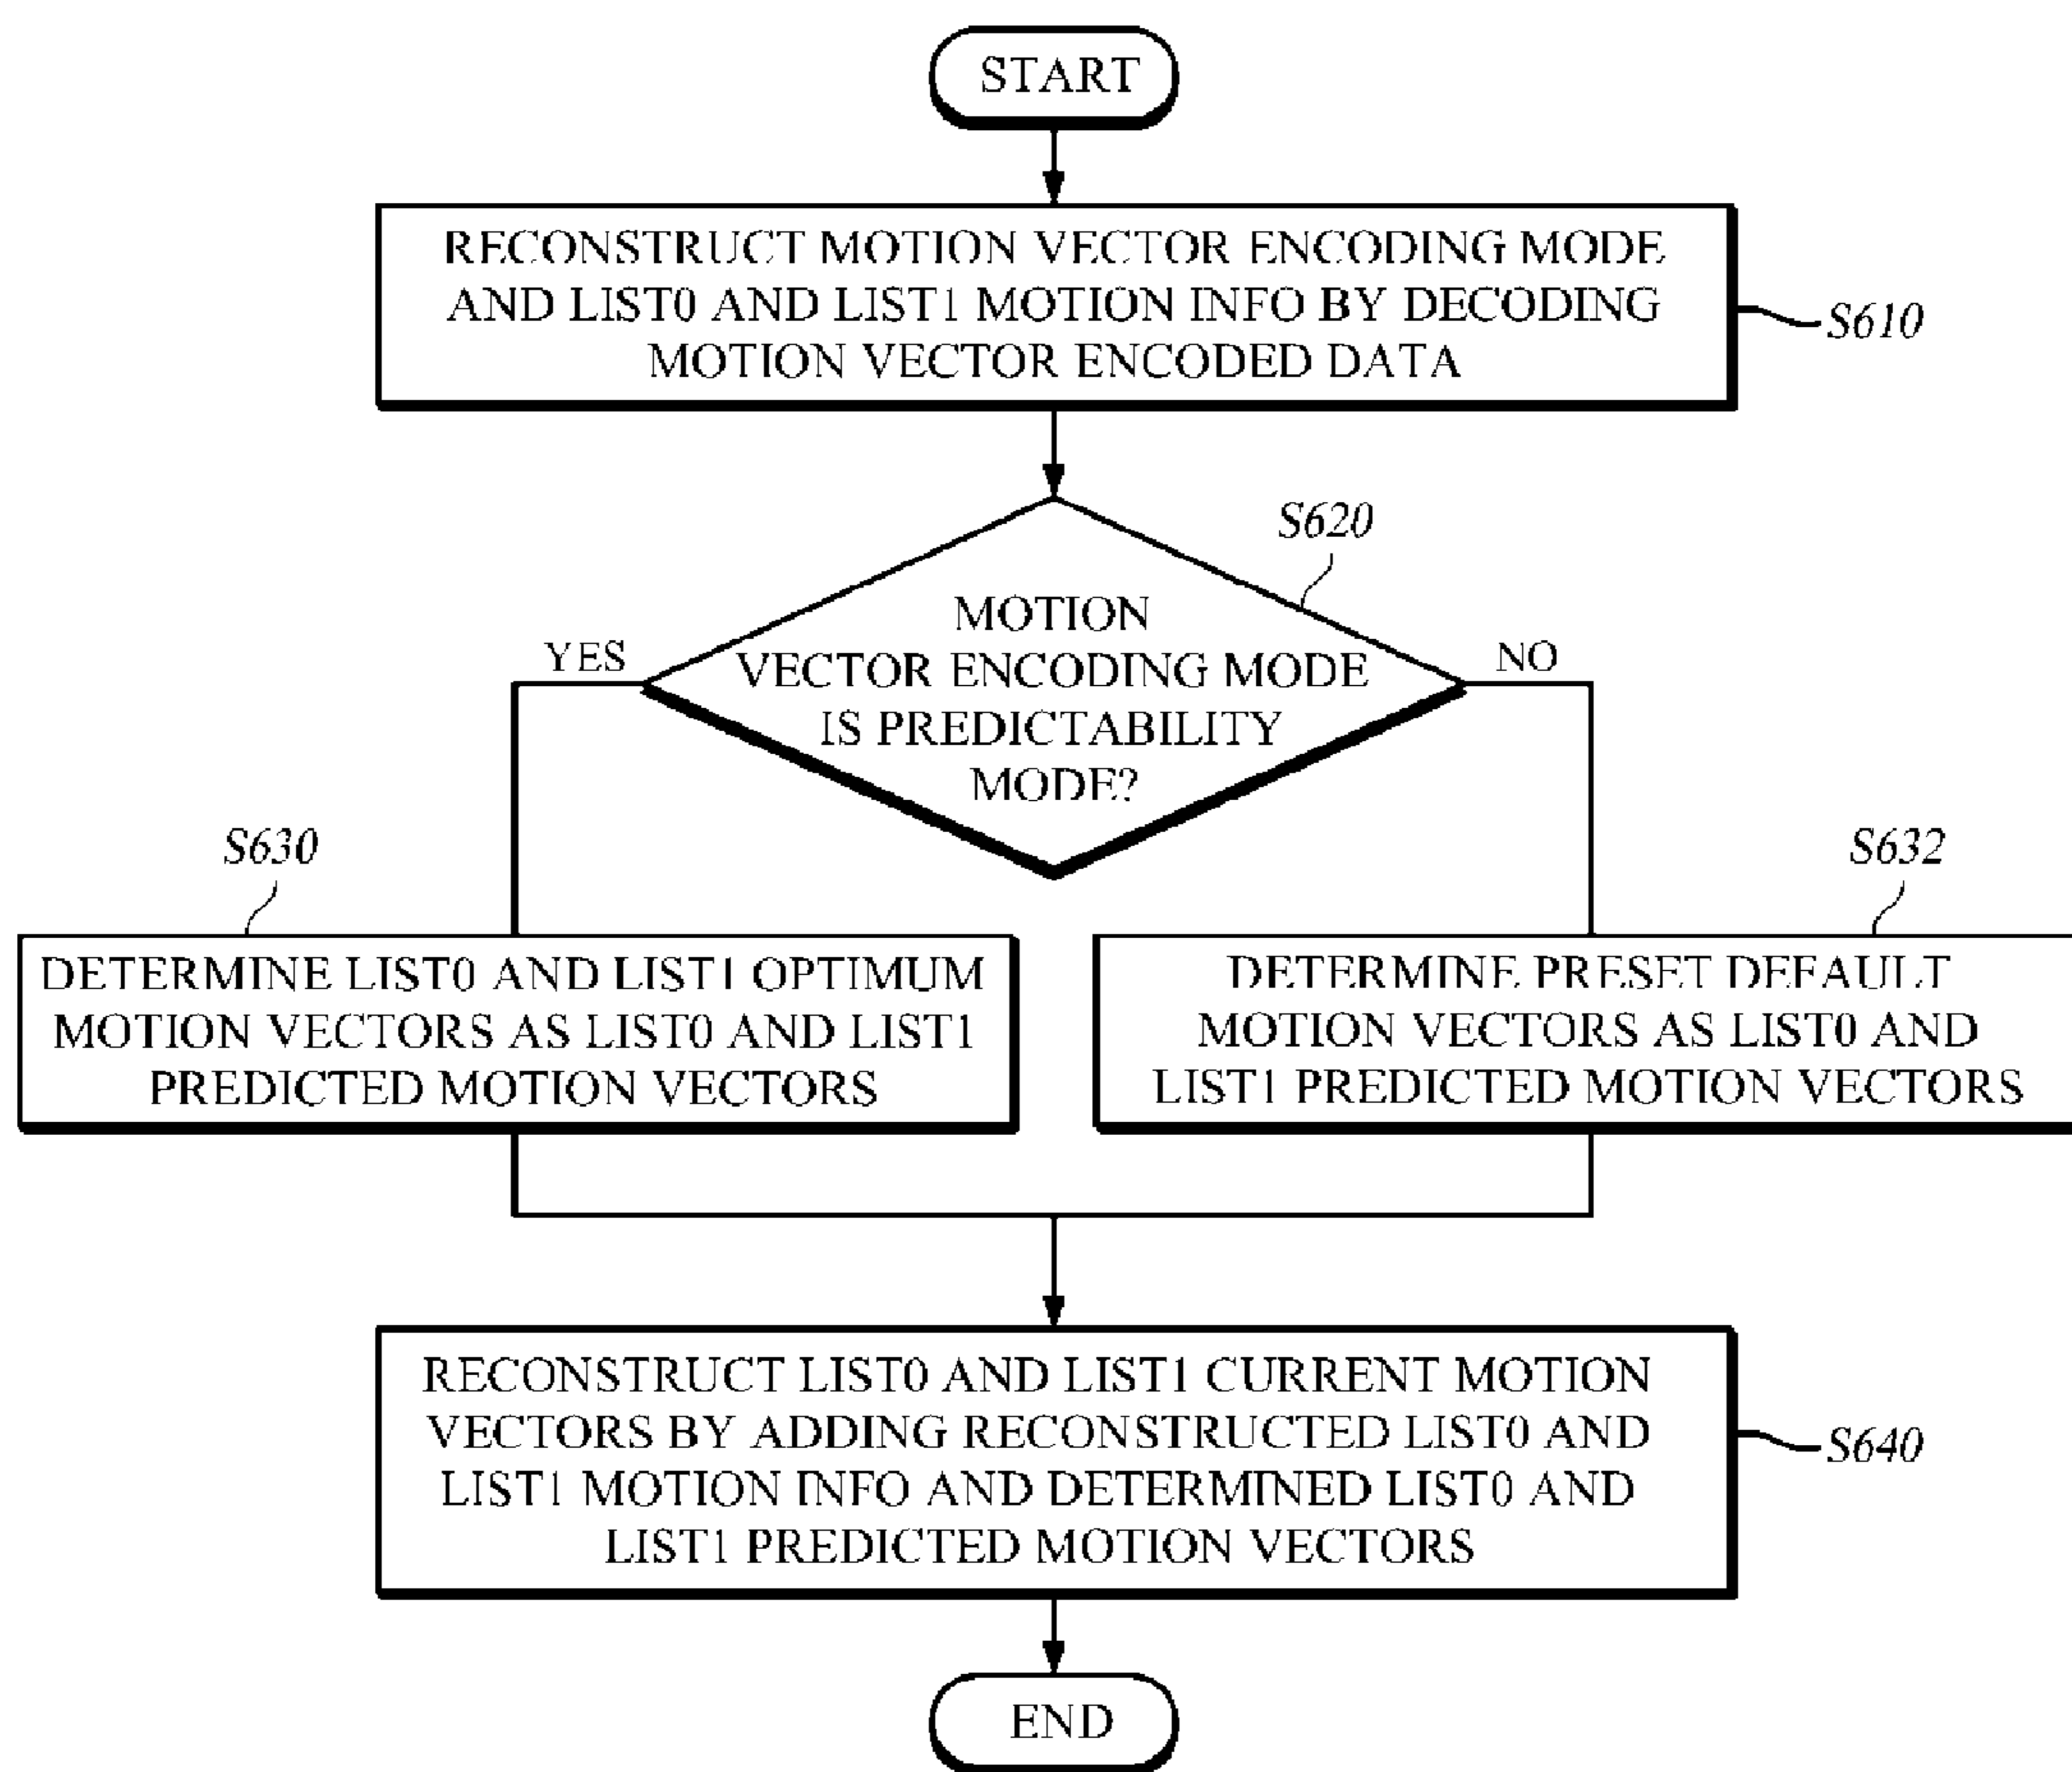 START
RECONSTRUCT MOTION VECTOR ENCODING MODE
AND LIST0 AND LIST1 MOTION INFO BY DECODING
MOTION VECTOR ENCODED DATA
S610
S620
MOTION
VECTOR ENCODING MODE
IS PREDICTABILITY
MODE?
YES
NO
S630
DETERMINE LIST0 AND LIST1 OPTIMUM
MOTION VECTORS AS LIST0 AND LIST1
PREDICTED MOTION VECTORS
S632
DETERMINE PRESET DEFAULT
MOTION VECTORS AS LIST0 AND
LIST1 PREDICTED MOTION VECTORS
RECONSTRUCT LIST0 AND LIST1 CURRENT MOTION
VECTORS BY ADDING RECONSTRUCTED LIST0 AND
LIST1 MOTION INFO AND DETERMINED LIST0 AND
LIST1 PREDICTED MOTION VECTORS
S640
END